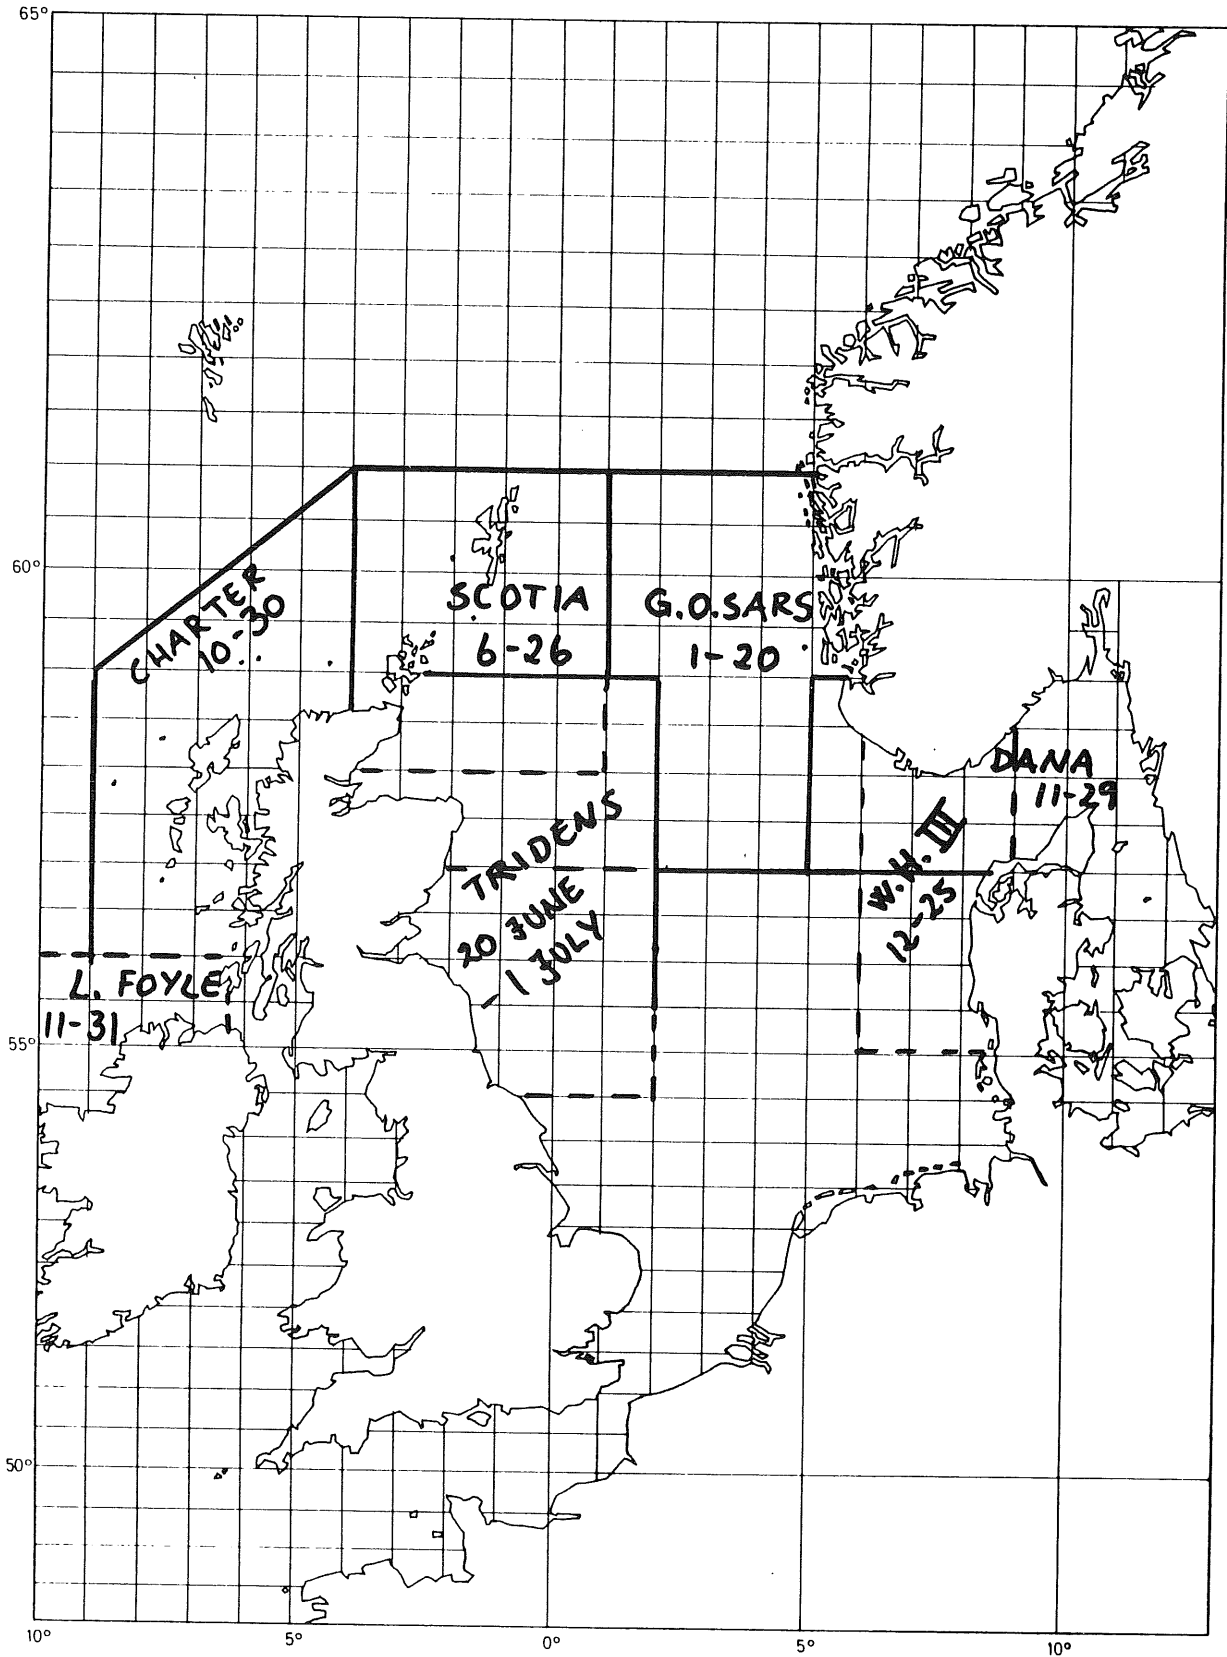 65°
60°
CHARTER
10-30
SCOTIA
6-26
G.O.SARS
1-20
DANA
11-29
TRIDENS
20 JUNE
- 1 JULY
W.H. III
12-25
L. FOYLE
11-31
55°
50°
10°
5°
0°
5°
10°